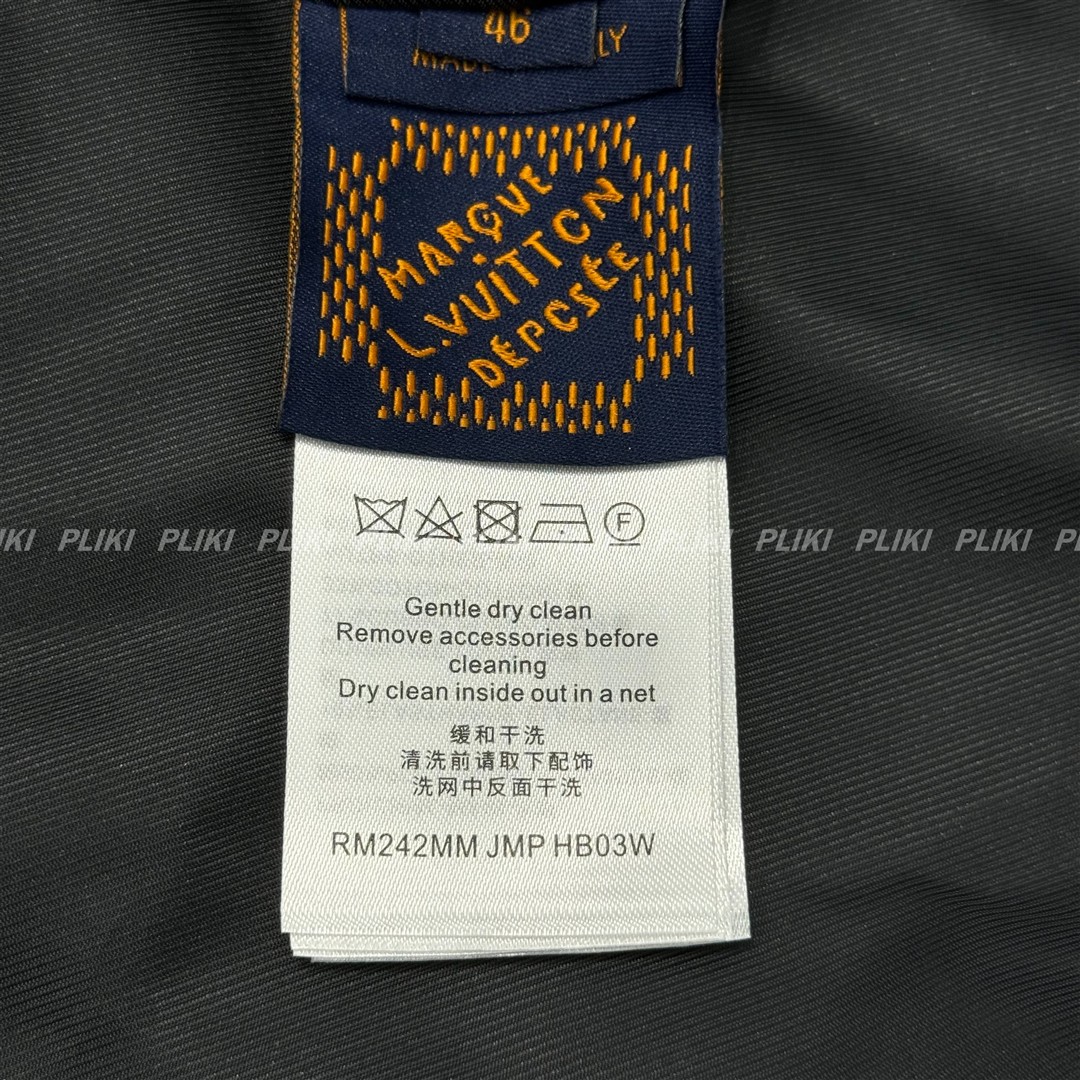 46
MARQUE
L.VUITTON
DÉPOSÉE
F
PLIKI PLIKI PLIKI PLIKI PLIKI
Gentle dry clean
Remove accessories before
cleaning
Dry clean inside out in a net
缓和干洗
清洗前请取下配饰
洗网中反面干洗
RM242MM JMP HB03W